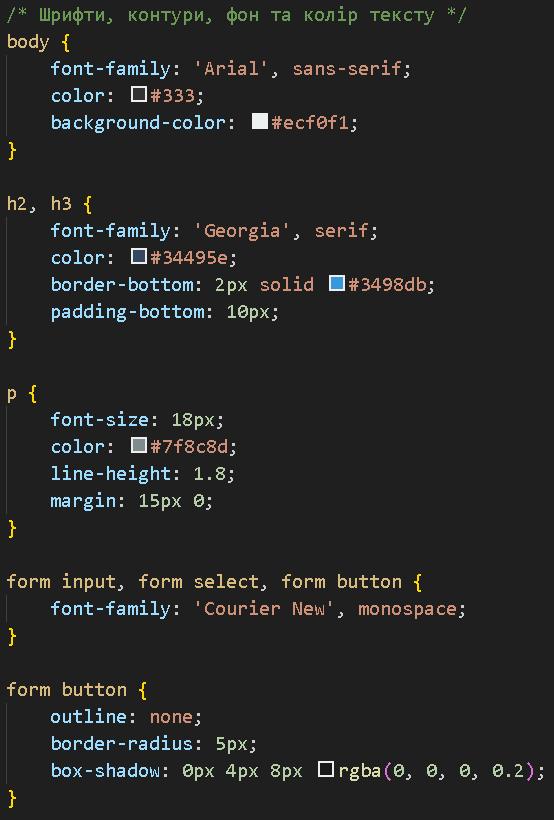 /* Шрифти, контури, фон та колір тексту */
body {
    font-family: 'Arial', sans-serif;
    color: #333;
    background-color: #ecf0f1;
}

h2, h3 {
    font-family: 'Georgia', serif;
    color: #34495e;
    border-bottom: 2px solid #3498db;
    padding-bottom: 10px;
}

p {
    font-size: 18px;
    color: #7f8c8d;
    line-height: 1.8;
    margin: 15px 0;
}

form input, form select, form button {
    font-family: 'Courier New', monospace;
}

form button {
    outline: none;
    border-radius: 5px;
    box-shadow: 0px 4px 8px rgba(0, 0, 0, 0.2);
}